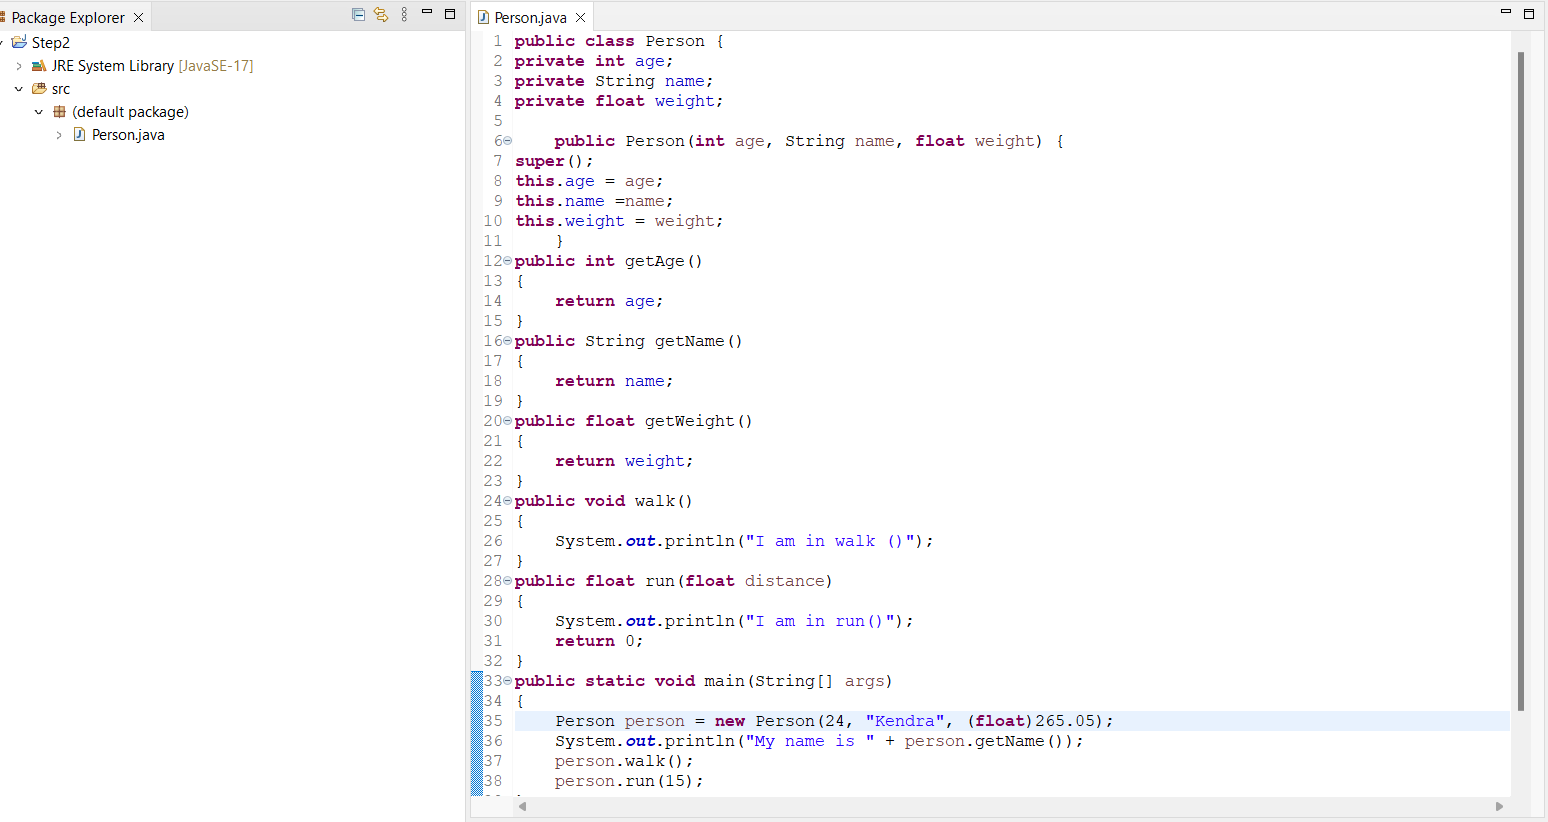 Package Explorer
Step2
JRE System Library [JavaSE-17]
src
(default package)
Person.java
Person.java
1 public class Person {
2 private int age;
3 private String name;
4 private float weight;
5
6     public Person(int age, String name, float weight) {
7 super();
8 this.age = age;
9 this.name =name;
10 this.weight = weight;
11     }
12 public int getAge()
13 {
14     return age;
15 }
16 public String getName()
17 {
18     return name;
19 }
20 public float getWeight()
21 {
22     return weight;
23 }
24 public void walk()
25 {
26     System.out.println("I am in walk ()");
27 }
28 public float run(float distance)
29 {
30     System.out.println("I am in run()");
31     return 0;
32 }
33 public static void main(String[] args)
34 {
35     Person person = new Person(24, "Kendra", (float)265.05);
36     System.out.println("My name is " + person.getName());
37     person.walk();
38     person.run(15);